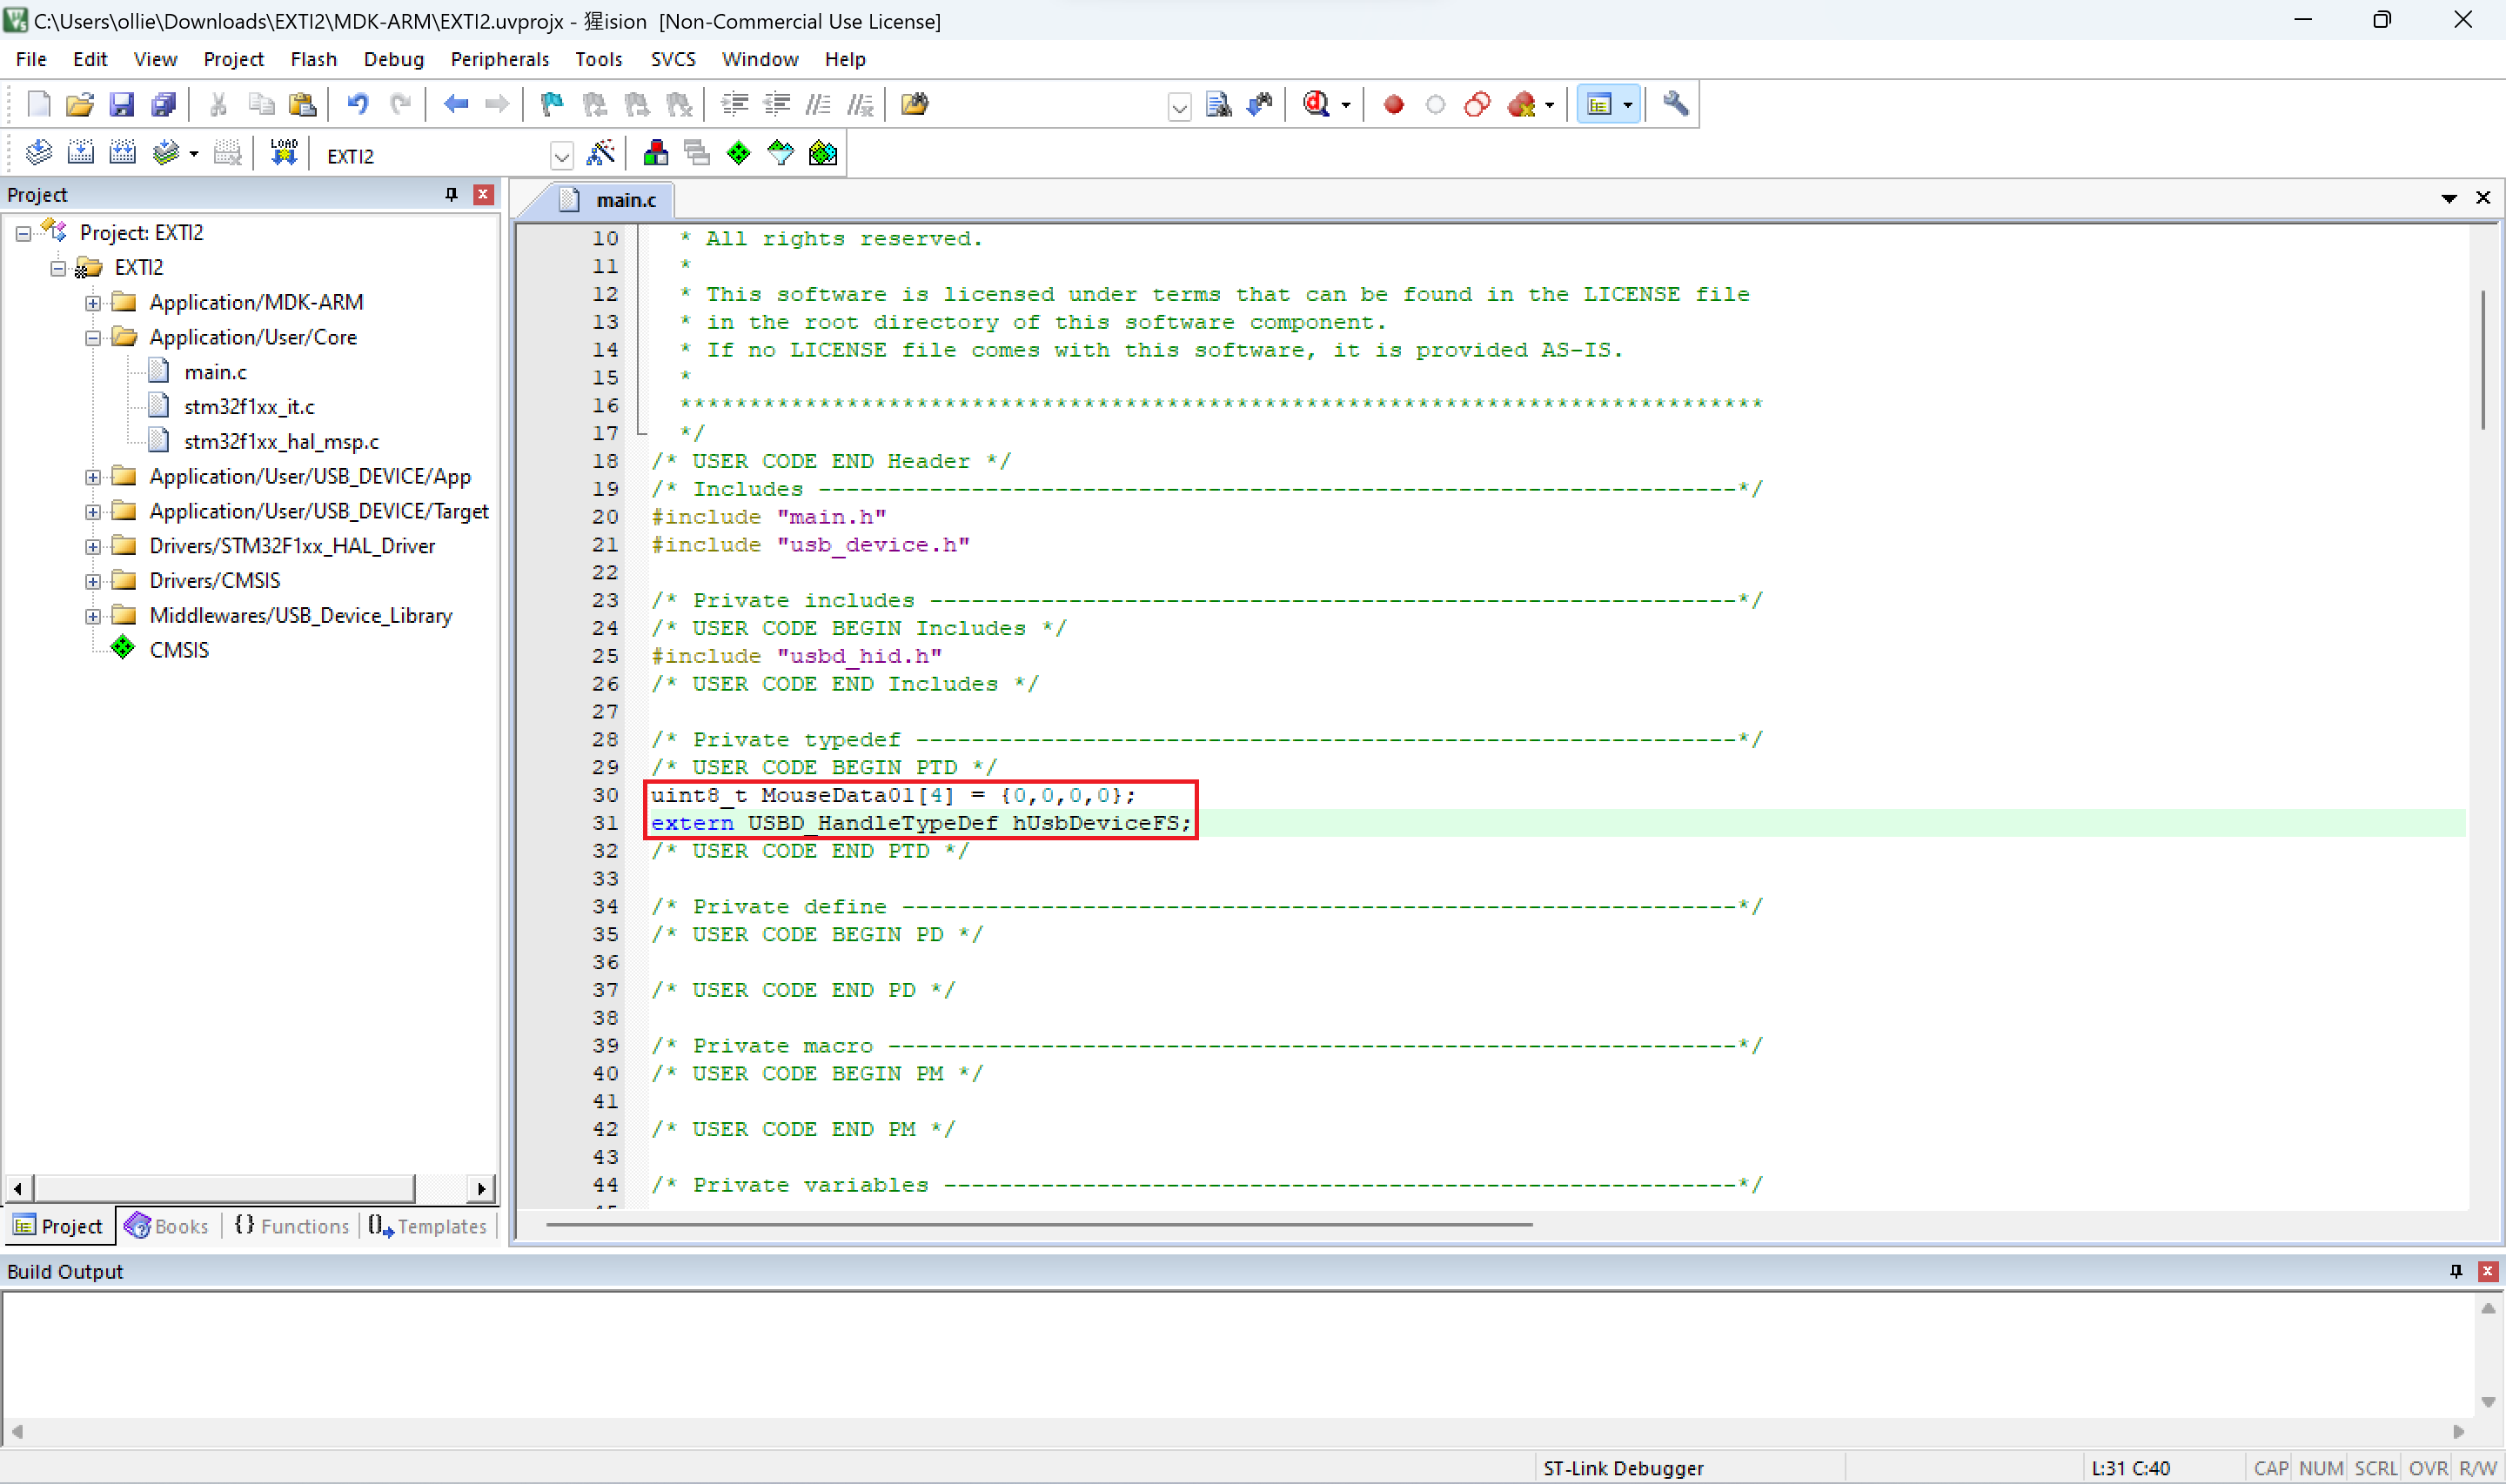 C:\Users\ollie\Downloads\EXTI2\MDK-ARM\EXTI2.uvprojx - 猩ision [Non-Commercial Use License]
File Edit View Project Flash Debug Peripherals Tools SVCS Window Help
LOAD
EXTI2
Project
main.c
Project: EXTI2
EXTI2
Application/MDK-ARM
Application/User/Core
main.c
stm32f1xx_it.c
stm32f1xx_hal_msp.c
Application/User/USB_DEVICE/App
Application/User/USB_DEVICE/Target
Drivers/STM32F1xx_HAL_Driver
Drivers/CMSIS
Middlewares/USB_Device_Library
CMSIS
Project Books {} Functions Templates
10 * All rights reserved.
11 *
12 * This software is licensed under terms that can be found in the LICENSE file
13 * in the root directory of this software component.
14 * If no LICENSE file comes with this software, it is provided AS-IS.
15 *
16 ******************************************************************************
17 */
18 /* USER CODE END Header */
19 /* Includes ------------------------------------------------------------------*/
20 #include "main.h"
21 #include "usb_device.h"
22
23 /* Private includes ----------------------------------------------------------*/
24 /* USER CODE BEGIN Includes */
25 #include "usbd_hid.h"
26 /* USER CODE END Includes */
27
28 /* Private typedef -----------------------------------------------------------*/
29 /* USER CODE BEGIN PTD */
30 uint8_t MouseData01[4] = {0,0,0,0};
31 extern USBD_HandleTypeDef hUsbDeviceFS;
32 /* USER CODE END PTD */
33
34 /* Private define ------------------------------------------------------------*/
35 /* USER CODE BEGIN PD */
36
37 /* USER CODE END PD */
38
39 /* Private macro -------------------------------------------------------------*/
40 /* USER CODE BEGIN PM */
41
42 /* USER CODE END PM */
43
44 /* Private variables ---------------------------------------------------------*/
Build Output
ST-Link Debugger L:31 C:40 CAP NUM SCRL OVR R/W